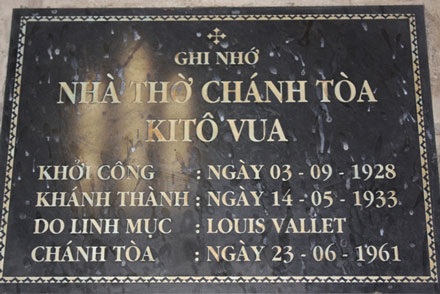 GHI NHỚ
NHÀ THỜ CHÁNH TÒA
KITÔ VUA
KHỞI CÔNG : NGÀY 03 - 09 - 1928
KHÁNH THÀNH : NGÀY 14 - 05 - 1933
DO LINH MỤC : LOUIS VALLET
CHÁNH TÒA : NGÀY 23 - 06 - 1961